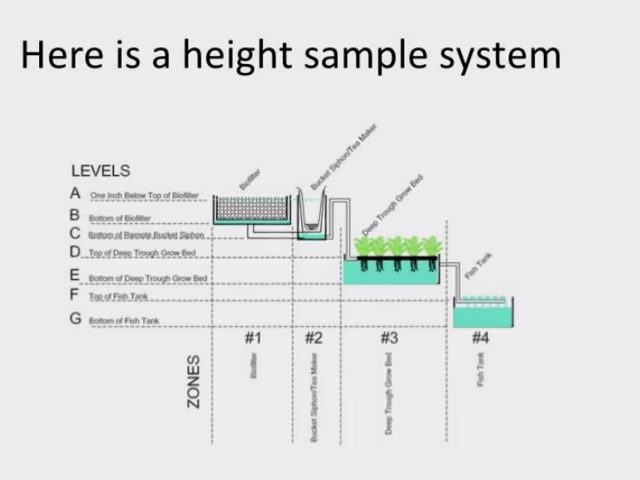 Here is a height sample system
LEVELS
A One Inch Below Top of Biofilter
B Bottom of Biofilter
C Bottom of Remote Bucket Siphon
D Top of Deep Trough Grow Bed
E Bottom of Deep Trough Grow Bed
F Top of Fish Tank
G Bottom of Fish Tank
Biofilter
Bucket Siphon/Tea Maker
Deep Trough Grow Bed
Fish Tank
#1 #2 #3 #4
ZONES
Biofilter
Bucket Siphon/Tea Maker
Deep Trough Grow Bed
Fish Tank